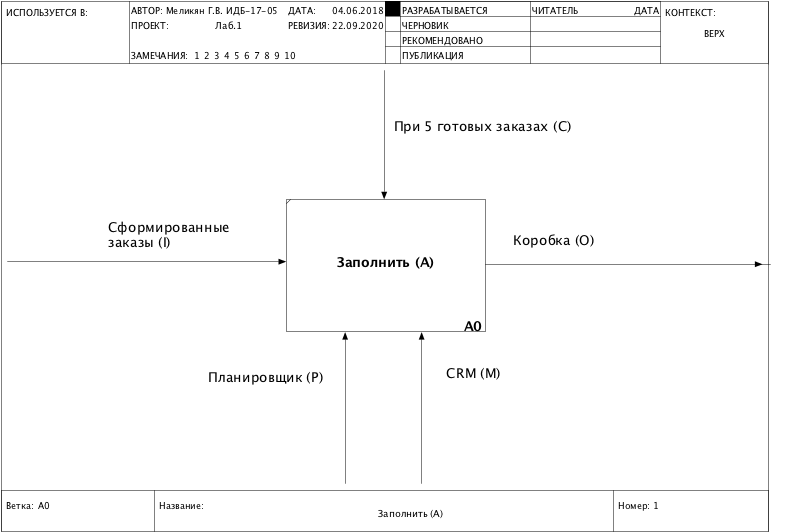 ИСПОЛЬЗУЕТСЯ В:
АВТОР: Меликян Г.В. ИДБ-17-05 ДАТА: 04.06.2018
ПРОЕКТ: Лаб.1 РЕВИЗИЯ: 22.09.2020
ЗАМЕЧАНИЯ: 1 2 3 4 5 6 7 8 9 10
РАЗРАБАТЫВАЕТСЯ
ЧЕРНОВИК
РЕКОМЕНДОВАНО
ПУБЛИКАЦИЯ
ЧИТАТЕЛЬ ДАТА
КОНТЕКСТ:
ВЕРХ
При 5 готовых заказах (C)
Сформированные
заказы (I)
Заполнить (A)
A0
Коробка (O)
Планировщик (P)
CRM (M)
Ветка: A0
Название:
Заполнить (A)
Номер: 1